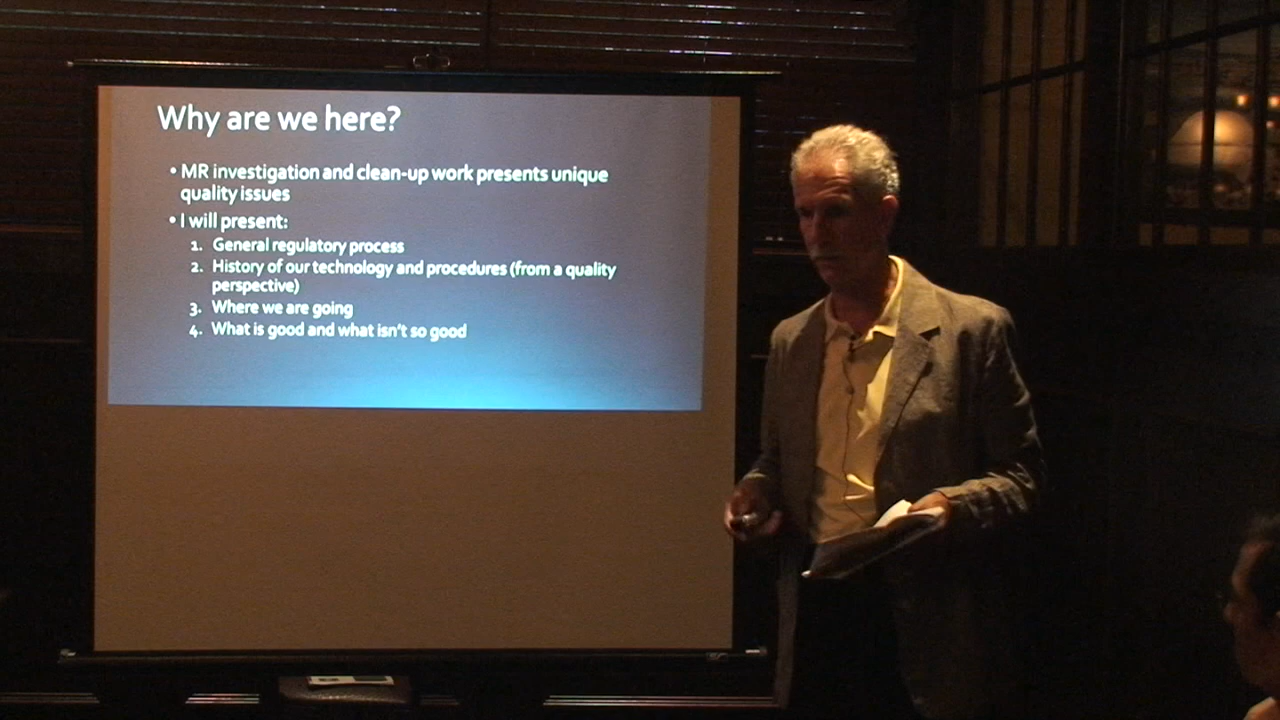 Why are we here?
• MR investigation and clean-up work presents unique
quality issues
• I will present:
1. General regulatory process
2. History of our technology and procedures (from a quality
perspective)
3. Where we are going
4. What is good and what isn't so good